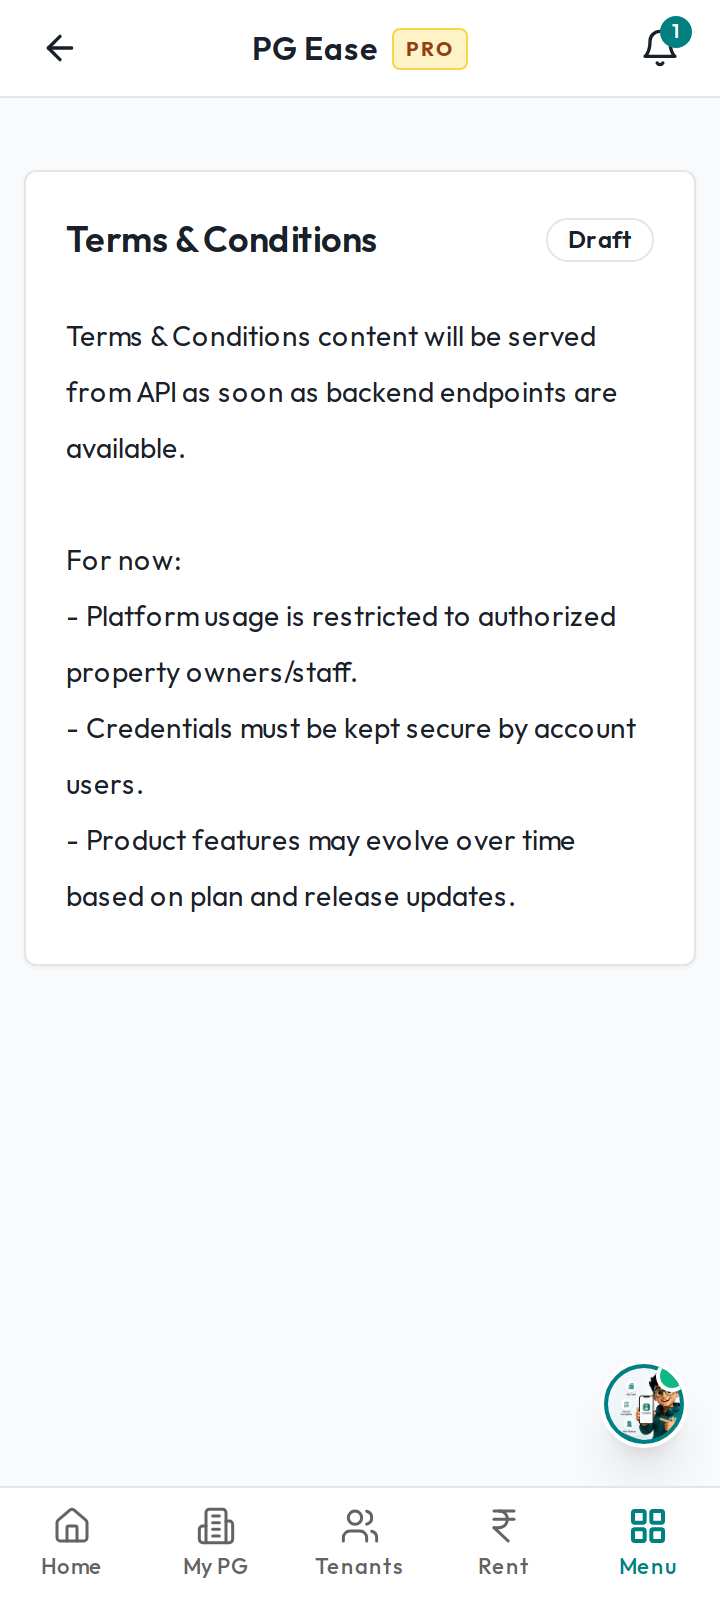 PG Ease PRO
1
Terms & Conditions
Draft
Terms & Conditions content will be served
from API as soon as backend endpoints are
available.
For now:
- Platform usage is restricted to authorized
property owners/staff.
- Credentials must be kept secure by account
users.
- Product features may evolve over time
based on plan and release updates.
Home
My PG
Tenants
Rent
Menu